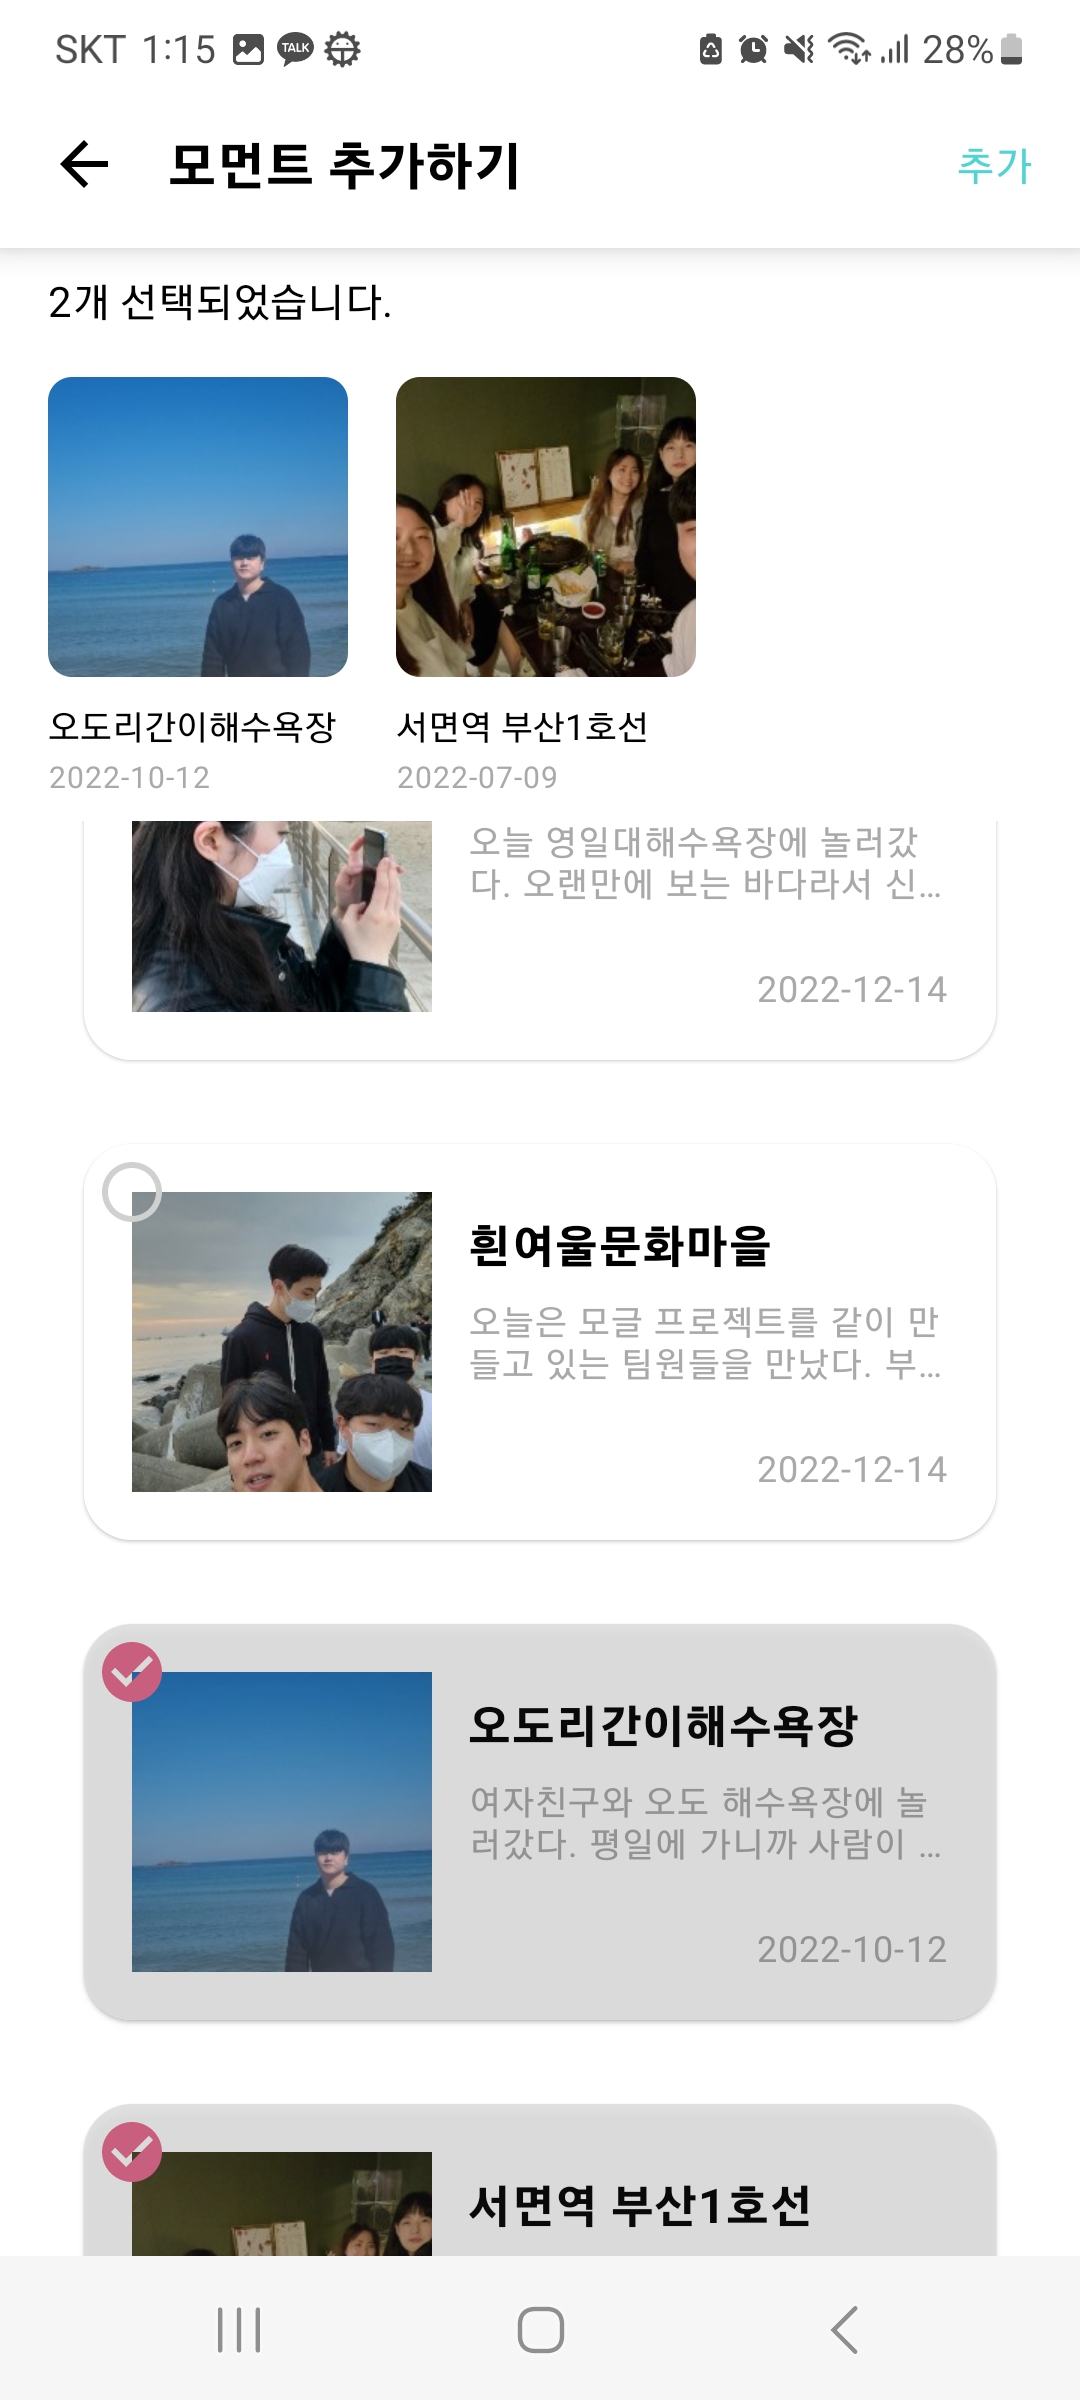 SKT 1:15 TALK 28%
모먼트 추가하기
추가
2개 선택되었습니다.
오도리간이해수욕장
2022-10-12
서면역 부산1호선
2022-07-09
오늘 영일대해수욕장에 놀러갔
다. 오랜만에 보는 바다라서 신...
2022-12-14
흰여울문화마을
오늘은 모글 프로젝트를 같이 만
들고 있는 팀원들을 만났다. 부...
2022-12-14
오도리간이해수욕장
여자친구와 오도 해수욕장에 놀
러갔다. 평일에 가니까 사람이 ...
2022-10-12
서면역 부산1호선